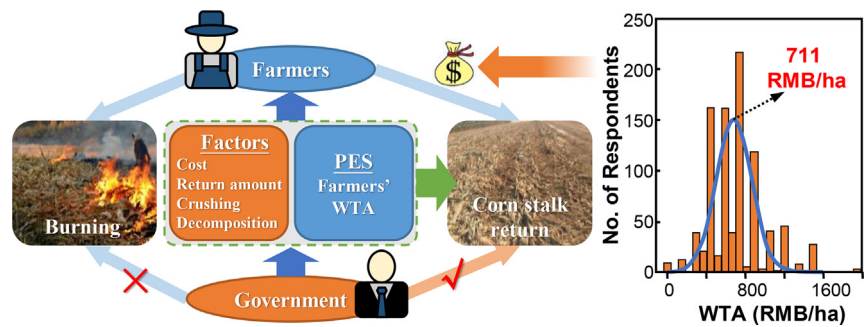 Farmers
$
Factors
Cost
Return amount
Crushing
Decomposition
PES
Farmers'
WTA
Burning
Corn stalk
return
Government
No. of Respondents
250
200
150
100
50
0
711
RMB/ha
0
800
1600
WTA (RMB/ha)